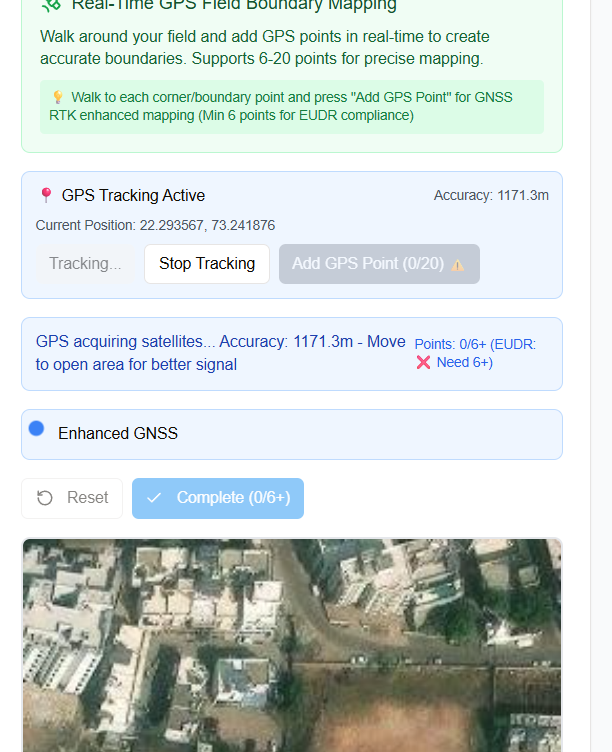 Real-Time GPS Field Boundary Mapping
Walk around your field and add GPS points in real-time to create
accurate boundaries. Supports 6-20 points for precise mapping.
💡 Walk to each corner/boundary point and press "Add GPS Point" for GNSS
RTK enhanced mapping (Min 6 points for EUDR compliance)
📍 GPS Tracking Active
Accuracy: 1171.3m
Current Position: 22.293567, 73.241876
Tracking...
Stop Tracking
Add GPS Point (0/20) ⚠️
GPS acquiring satellites... Accuracy: 1171.3m - Move
to open area for better signal
Points: 0/6+ (EUDR:
❌ Need 6+)
Enhanced GNSS
Reset
Complete (0/6+)